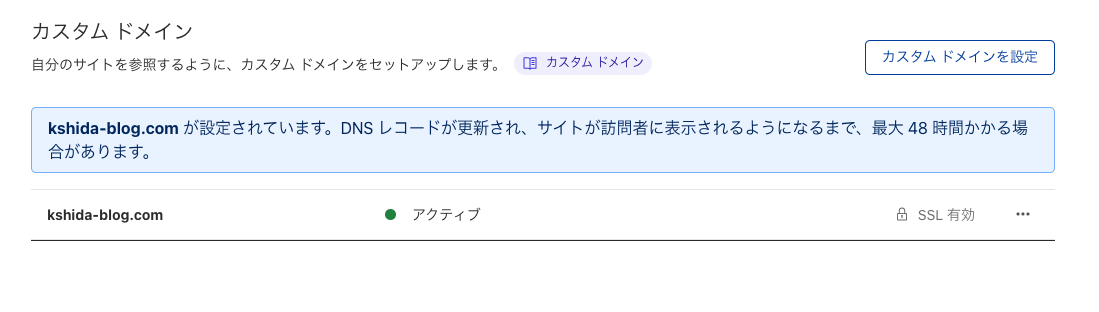 カスタム ドメイン
自分のサイトを参照するように、カスタム ドメインをセットアップします。 カスタム ドメイン
カスタム ドメインを設定
kshida-blog.com が設定されています。DNS レコードが更新され、サイトが訪問者に表示されるようになるまで、最大 48 時間かかる場
合があります。
kshida-blog.com アクティブ SSL 有効